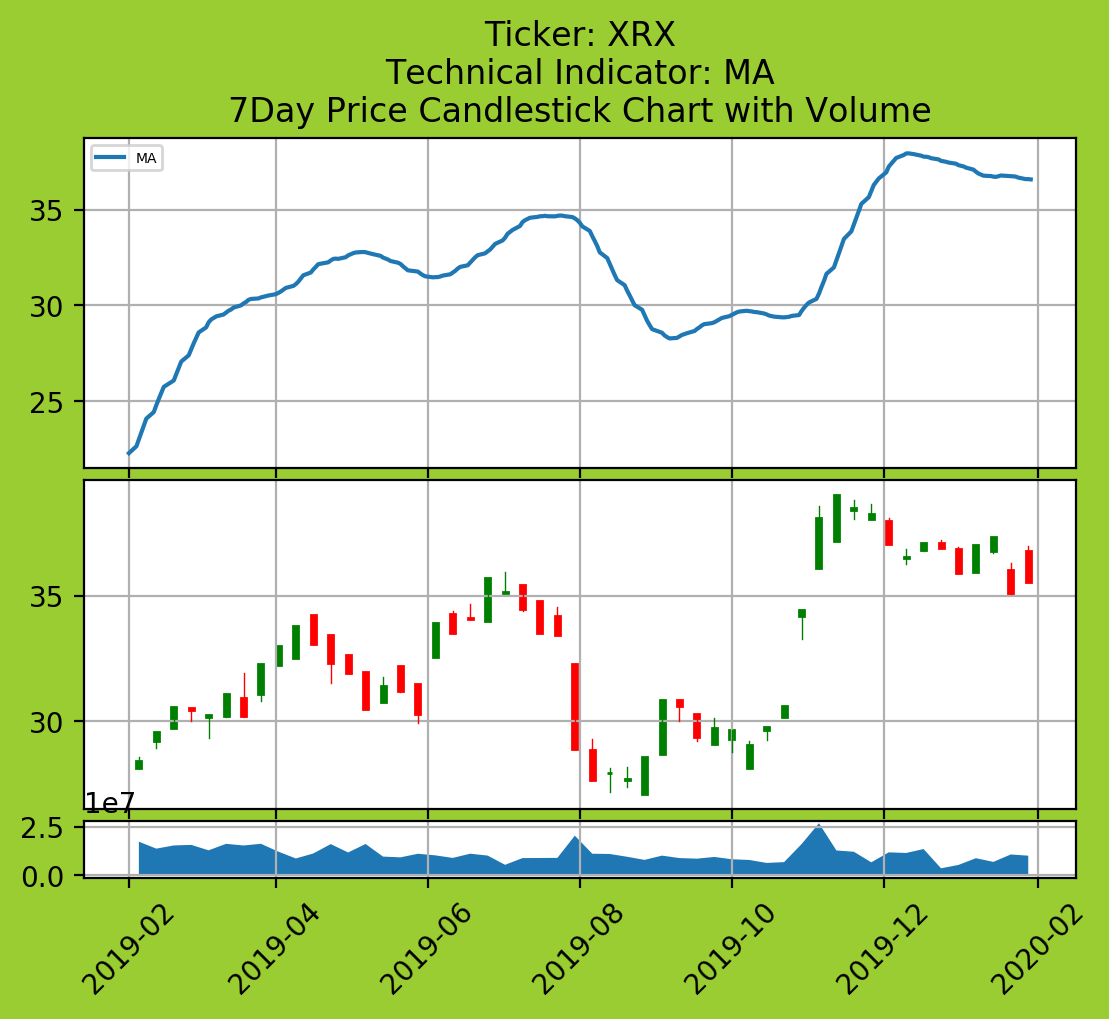 Ticker: XRX
Technical Indicator: MA
7Day Price Candlestick Chart with Volume
MA
35
30
25
35
30
1e7
2.5
0.0
2019-02
2019-04
2019-06
2019-08
2019-10
2019-12
2020-02